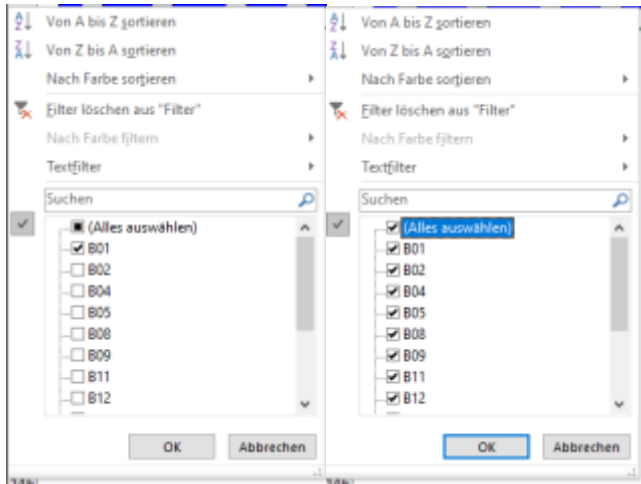 Von A bis Z sortieren
Von Z bis A sortieren
Nach Farbe sortieren
Filter löschen aus "Filter"
Nach Farbe filtern
Textfilter
Suchen
(Alles auswählen)
B01
B02
B04
B05
B08
B09
B11
B12
OK Abbrechen
Von A bis Z sortieren
Von Z bis A sortieren
Nach Farbe sortieren
Filter löschen aus "Filter"
Nach Farbe filtern
Textfilter
Suchen
(Alles auswählen)
B01
B02
B04
B05
B08
B09
B11
B12
OK Abbrechen